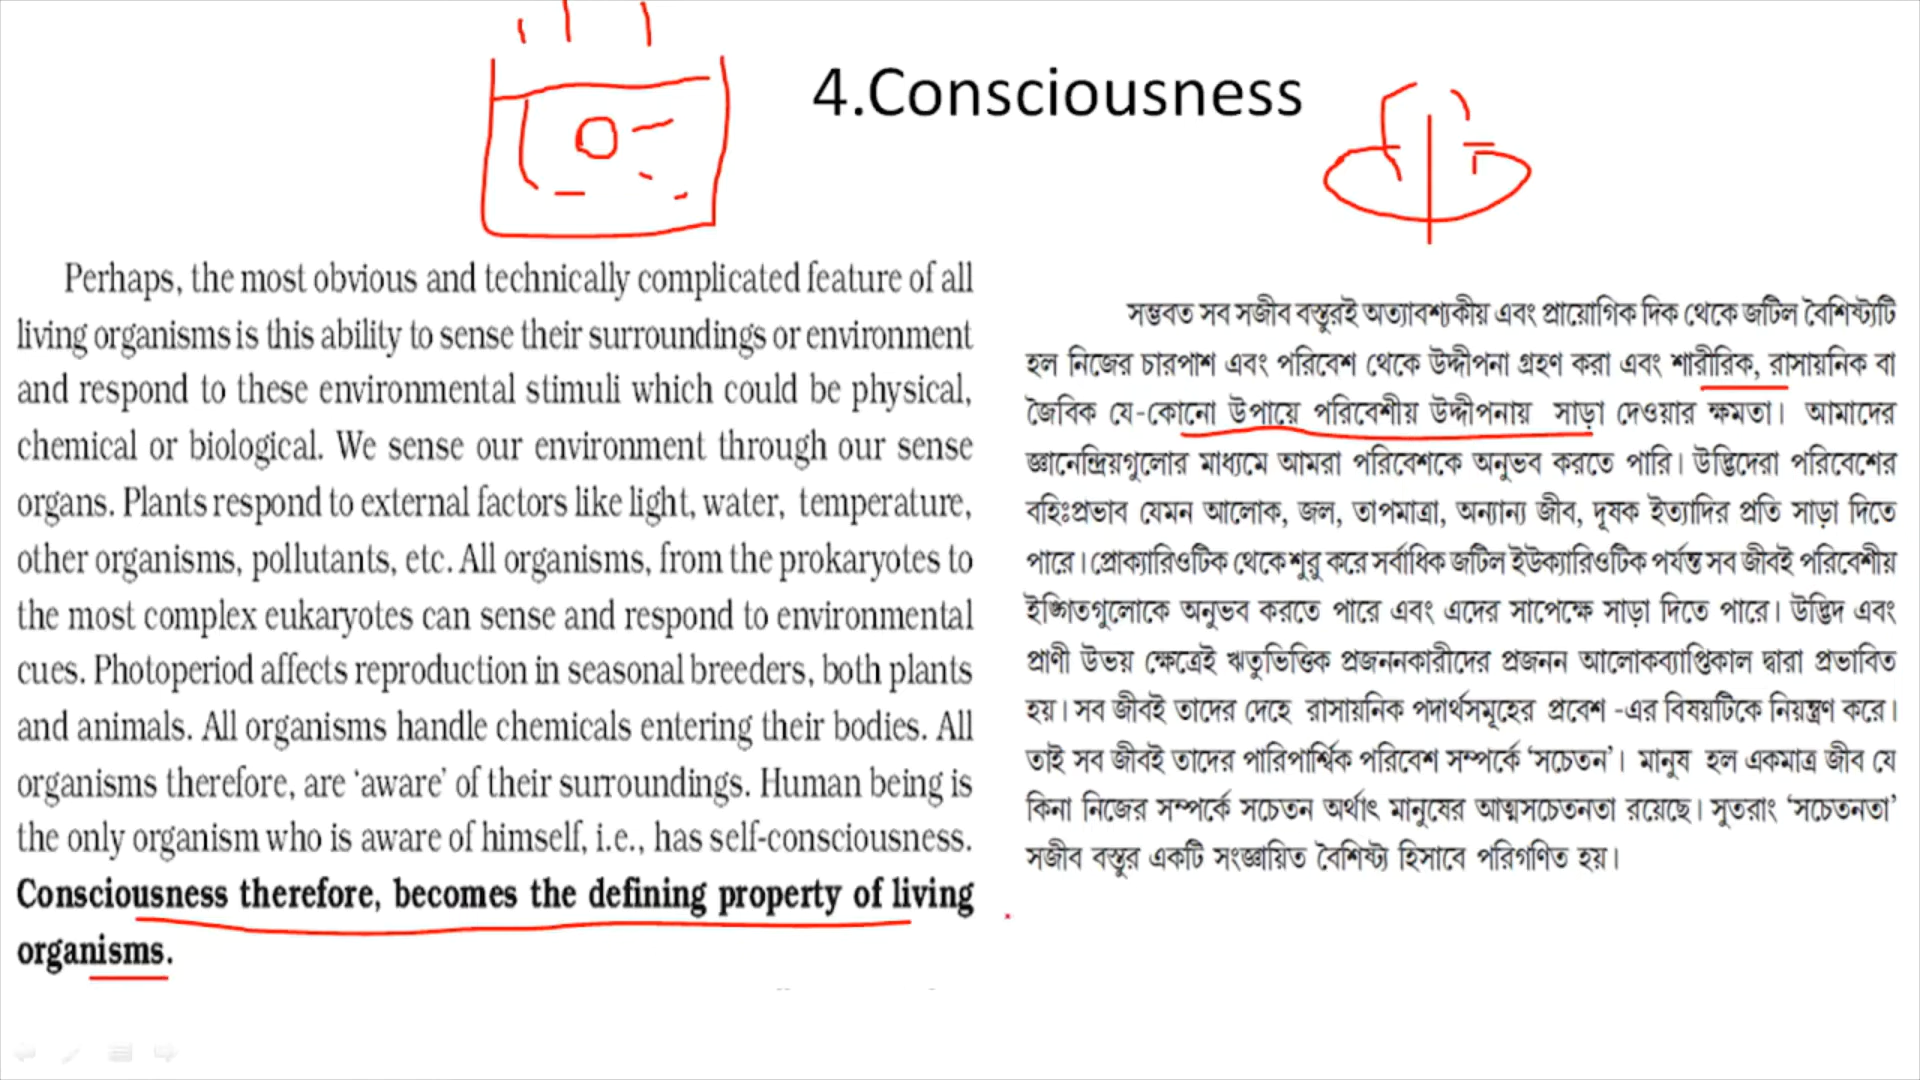 4.Consciousness
Perhaps, the most obvious and technically complicated feature of all
living organisms is this ability to sense their surroundings or environment
and respond to these environmental stimuli which could be physical,
chemical or biological. We sense our environment through our sense
organs. Plants respond to external factors like light, water, temperature,
other organisms, pollutants, etc. All organisms, from the prokaryotes to
the most complex eukaryotes can sense and respond to environmental
cues. Photoperiod affects reproduction in seasonal breeders, both plants
and animals. All organisms handle chemicals entering their bodies. All
organisms therefore, are ‘aware’ of their surroundings. Human being is
the only organism who is aware of himself, i.e., has self-consciousness.
Consciousness therefore, becomes the defining property of living
organisms.
সম্ভবত সব সজীব বস্তুরই অত্যাবশ্যকীয় এবং প্রায়োগিক দিক থেকে জটিল বৈশিষ্ট্যটি
হল নিজের চারপাশ এবং পরিবেশ থেকে উদ্দীপনা গ্রহণ করা এবং শারীরিক, রাসায়নিক বা
জৈবিক যে-কোনো উপায়ে পরিবেশীয় উদ্দীপনায় সাড়া দেওয়ার ক্ষমতা। আমাদের
জ্ঞানেন্দ্রিয়গুলোর মাধ্যমে আমরা পরিবেশকে অনুভব করতে পারি। উদ্ভিদেরা পরিবেশের
বহিঃপ্রভাব যেমন আলোক, জল, তাপমাত্রা, অন্যান্য জীব, দূষক ইত্যাদির প্রতি সাড়া দিতে
পারে। প্রোক্যারিওটিক থেকে শুরু করে সর্বাধিক জটিল ইউক্যারিওটিক পর্যন্ত সব জীবই পরিবেশীয়
ইঙ্গিতগুলোকে অনুভব করতে পারে এবং এদের সাপেক্ষে সাড়া দিতে পারে। উদ্ভিদ এবং
প্রাণী উভয় ক্ষেত্রেই ঋতুভিত্তিক প্রজননকারীদের প্রজনন আলোকব্যাপ্তিকাল দ্বারা প্রভাবিত
হয়। সব জীবই তাদের দেহে রাসায়নিক পদার্থসমূহের প্রবেশ -এর বিষয়টিকে নিয়ন্ত্রণ করে।
তাই সব জীবই তাদের পারিপার্শ্বিক পরিবেশ সম্পর্কে ‘সচেতন’। মানুষ হল একমাত্র জীব যে
কিনা নিজের সম্পর্কে সচেতন অর্থাৎ মানুষের আত্মসচেতনতা রয়েছে। সুতরাং ‘সচেতনতা’
সজীব বস্তুর একটি সংজ্ঞায়িত বৈশিষ্ট্য হিসাবে পরিগণিত হয়।